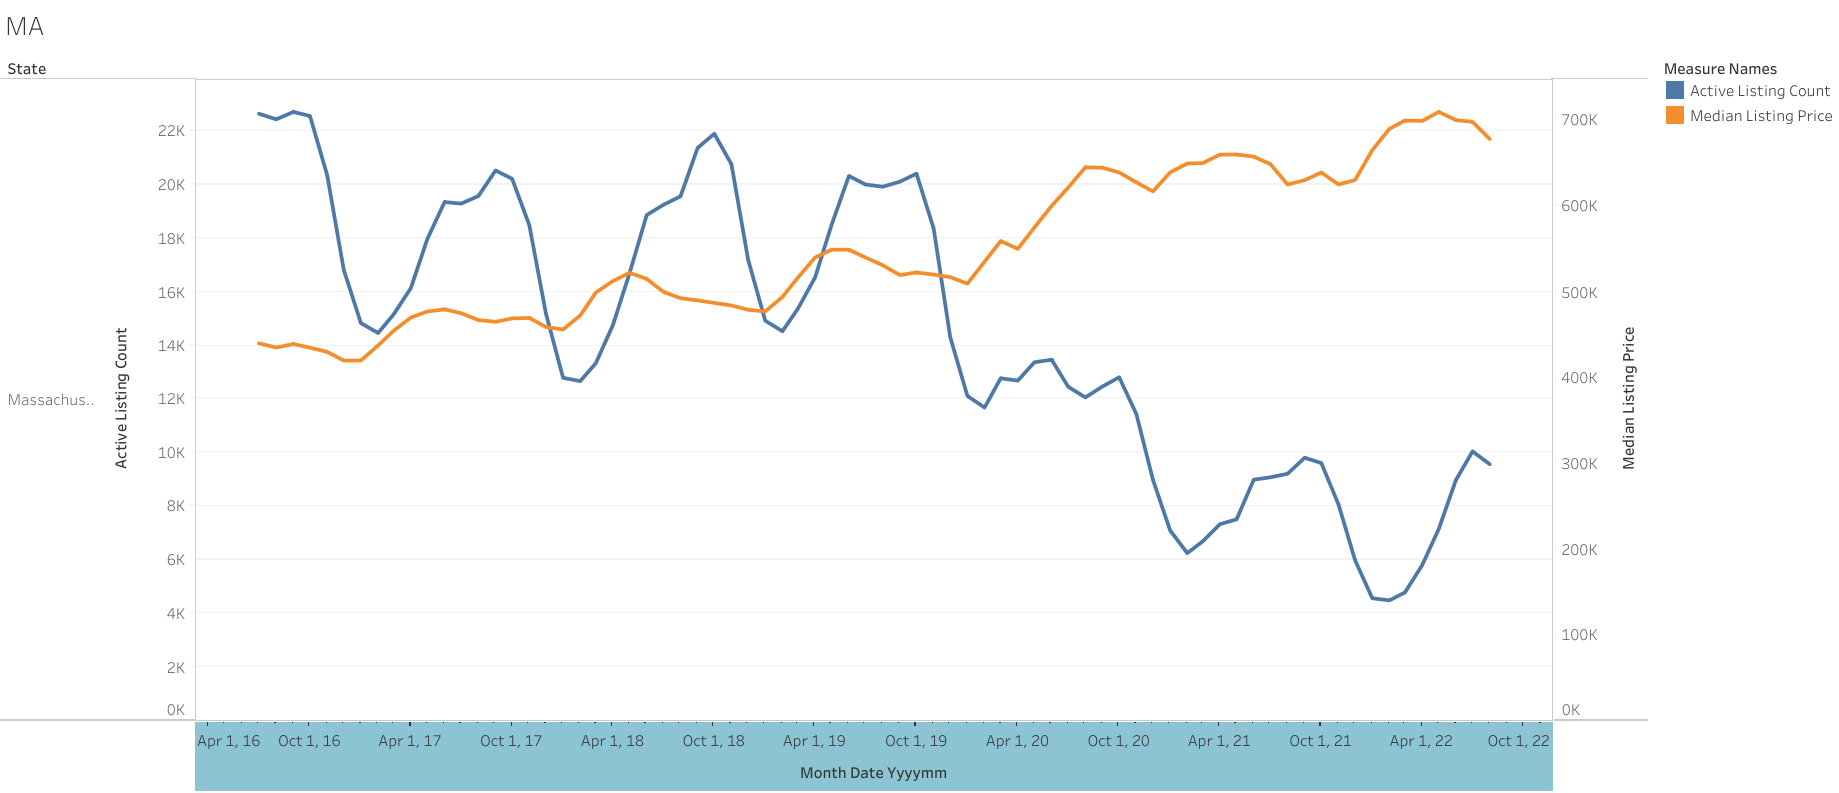 MA
State
Measure Names
Active Listing Count
Median Listing Price
Massachus..
Active Listing Count
22K
20K
18K
16K
14K
12K
10K
8K
6K
4K
2K
0K
700K
600K
500K
400K
300K
200K
100K
0K
Median Listing Price
Apr 1, 16 Oct 1, 16 Apr 1, 17 Oct 1, 17 Apr 1, 18 Oct 1, 18 Apr 1, 19 Oct 1, 19 Apr 1, 20 Oct 1, 20 Apr 1, 21 Oct 1, 21 Apr 1, 22 Oct 1, 22
Month Date Yyyymm